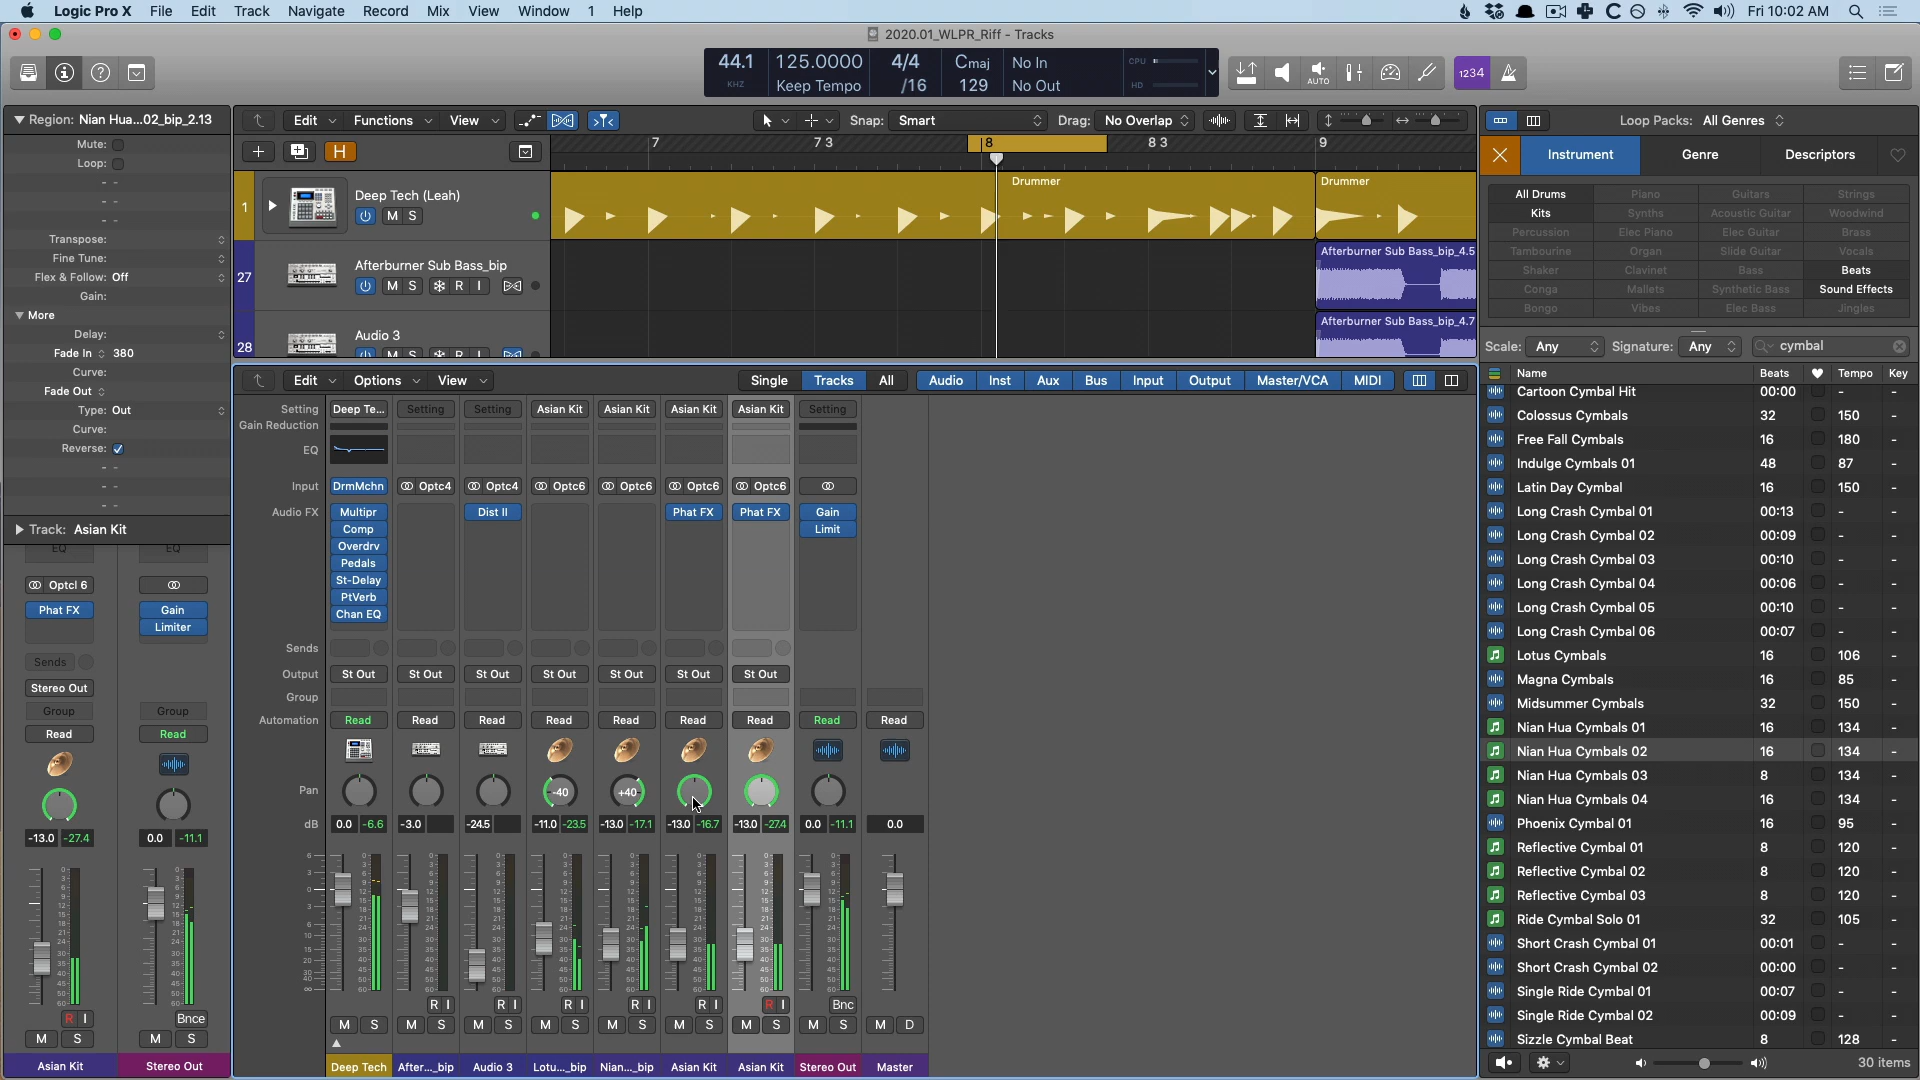 Logic Pro X File Edit Track Navigate Record Mix View Window 1 Help
Fri 10:02 AM
2020.01_WLPR_Riff - Tracks
44.1 125.0000 4/4 Cmaj No In CPU
KHZ Keep Tempo /16 129 No Out HD
AUTO 1234
Region: Nian Hua...02_bip_2.13
Mute:
Loop:
Transpose:
Fine Tune:
Flex & Follow: Off
Gain:
More
Delay:
Fade In 380
Curve:
Fade Out
Type: Out
Curve:
Reverse:
Track: Asian Kit
EQ EQ
Optcl 6
Phat FX Gain
Limiter
Sends
Stereo Out
Group Group
Read Read
-13.0 -27.4 0.0 -11.1
R I Bnce
M S M S
Asian Kit Stereo Out
Edit Functions View Snap: Smart Drag: No Overlap
H 7 7 3 8 8 3 9
1 Deep Tech (Leah) M S Drummer Drummer
27 Afterburner Sub Bass_bip M S R I Afterburner Sub Bass_bip_4.5
28 Audio 3 M S R I Afterburner Sub Bass_bip_4.7
Edit Options View Single Tracks All Audio Inst Aux Bus Input Output Master/VCA MIDI
Setting Deep Te... Setting Setting Asian Kit Asian Kit Asian Kit Asian Kit Setting
Gain Reduction
EQ
Input DrmMchn Optc4 Optc4 Optc6 Optc6 Optc6 Optc6
Audio FX Multipr Dist II Phat FX Phat FX Gain
Comp Limit
Overdrv
Pedals
St-Delay
PtVerb
Chan EQ
Sends
Output St Out St Out St Out St Out St Out St Out St Out
Group
Automation Read Read Read Read Read Read Read Read Read
Pan -40 +40
dB 0.0 -6.6 -3.0 -24.5 -11.0 -23.5 -13.0 -17.1 -13.0 -16.7 -13.0 -27.4 0.0 -11.1 0.0
R I R I R I R I R I R I Bnc
M S M S M S M S M S M S M S M S M D
Deep Tech After..._bip Audio 3 Lotu..._bip Nian..._bip Asian Kit Asian Kit Stereo Out Master
Loop Packs: All Genres
Instrument Genre Descriptors
All Drums Piano Guitars Strings
Kits Synths Acoustic Guitar Woodwind
Percussion Elec Piano Elec Guitar Brass
Tambourine Organ Slide Guitar Vocals
Shaker Clavinet Bass Beats
Conga Mallets Synthetic Bass Sound Effects
Bongo Vibes Elec Bass Jingles
Scale: Any Signature: Any cymbal
Name Beats Tempo Key
Cartoon Cymbal Hit 00:00 - -
Colossus Cymbals 32 150 -
Free Fall Cymbals 16 180 -
Indulge Cymbals 01 48 87 -
Latin Day Cymbal 16 150 -
Long Crash Cymbal 01 00:13 - -
Long Crash Cymbal 02 00:09 - -
Long Crash Cymbal 03 00:10 - -
Long Crash Cymbal 04 00:06 - -
Long Crash Cymbal 05 00:10 - -
Long Crash Cymbal 06 00:07 - -
Lotus Cymbals 16 106 -
Magna Cymbals 16 85 -
Midsummer Cymbals 32 150 -
Nian Hua Cymbals 01 16 134 -
Nian Hua Cymbals 02 16 134 -
Nian Hua Cymbals 03 8 134 -
Nian Hua Cymbals 04 16 134 -
Phoenix Cymbal 01 16 95 -
Reflective Cymbal 01 8 120 -
Reflective Cymbal 02 8 120 -
Reflective Cymbal 03 8 120 -
Ride Cymbal Solo 01 32 105 -
Short Crash Cymbal 01 00:01 - -
Short Crash Cymbal 02 00:00 - -
Single Ride Cymbal 01 00:07 - -
Single Ride Cymbal 02 00:09 - -
Sizzle Cymbal Beat 8 128 -
30 items